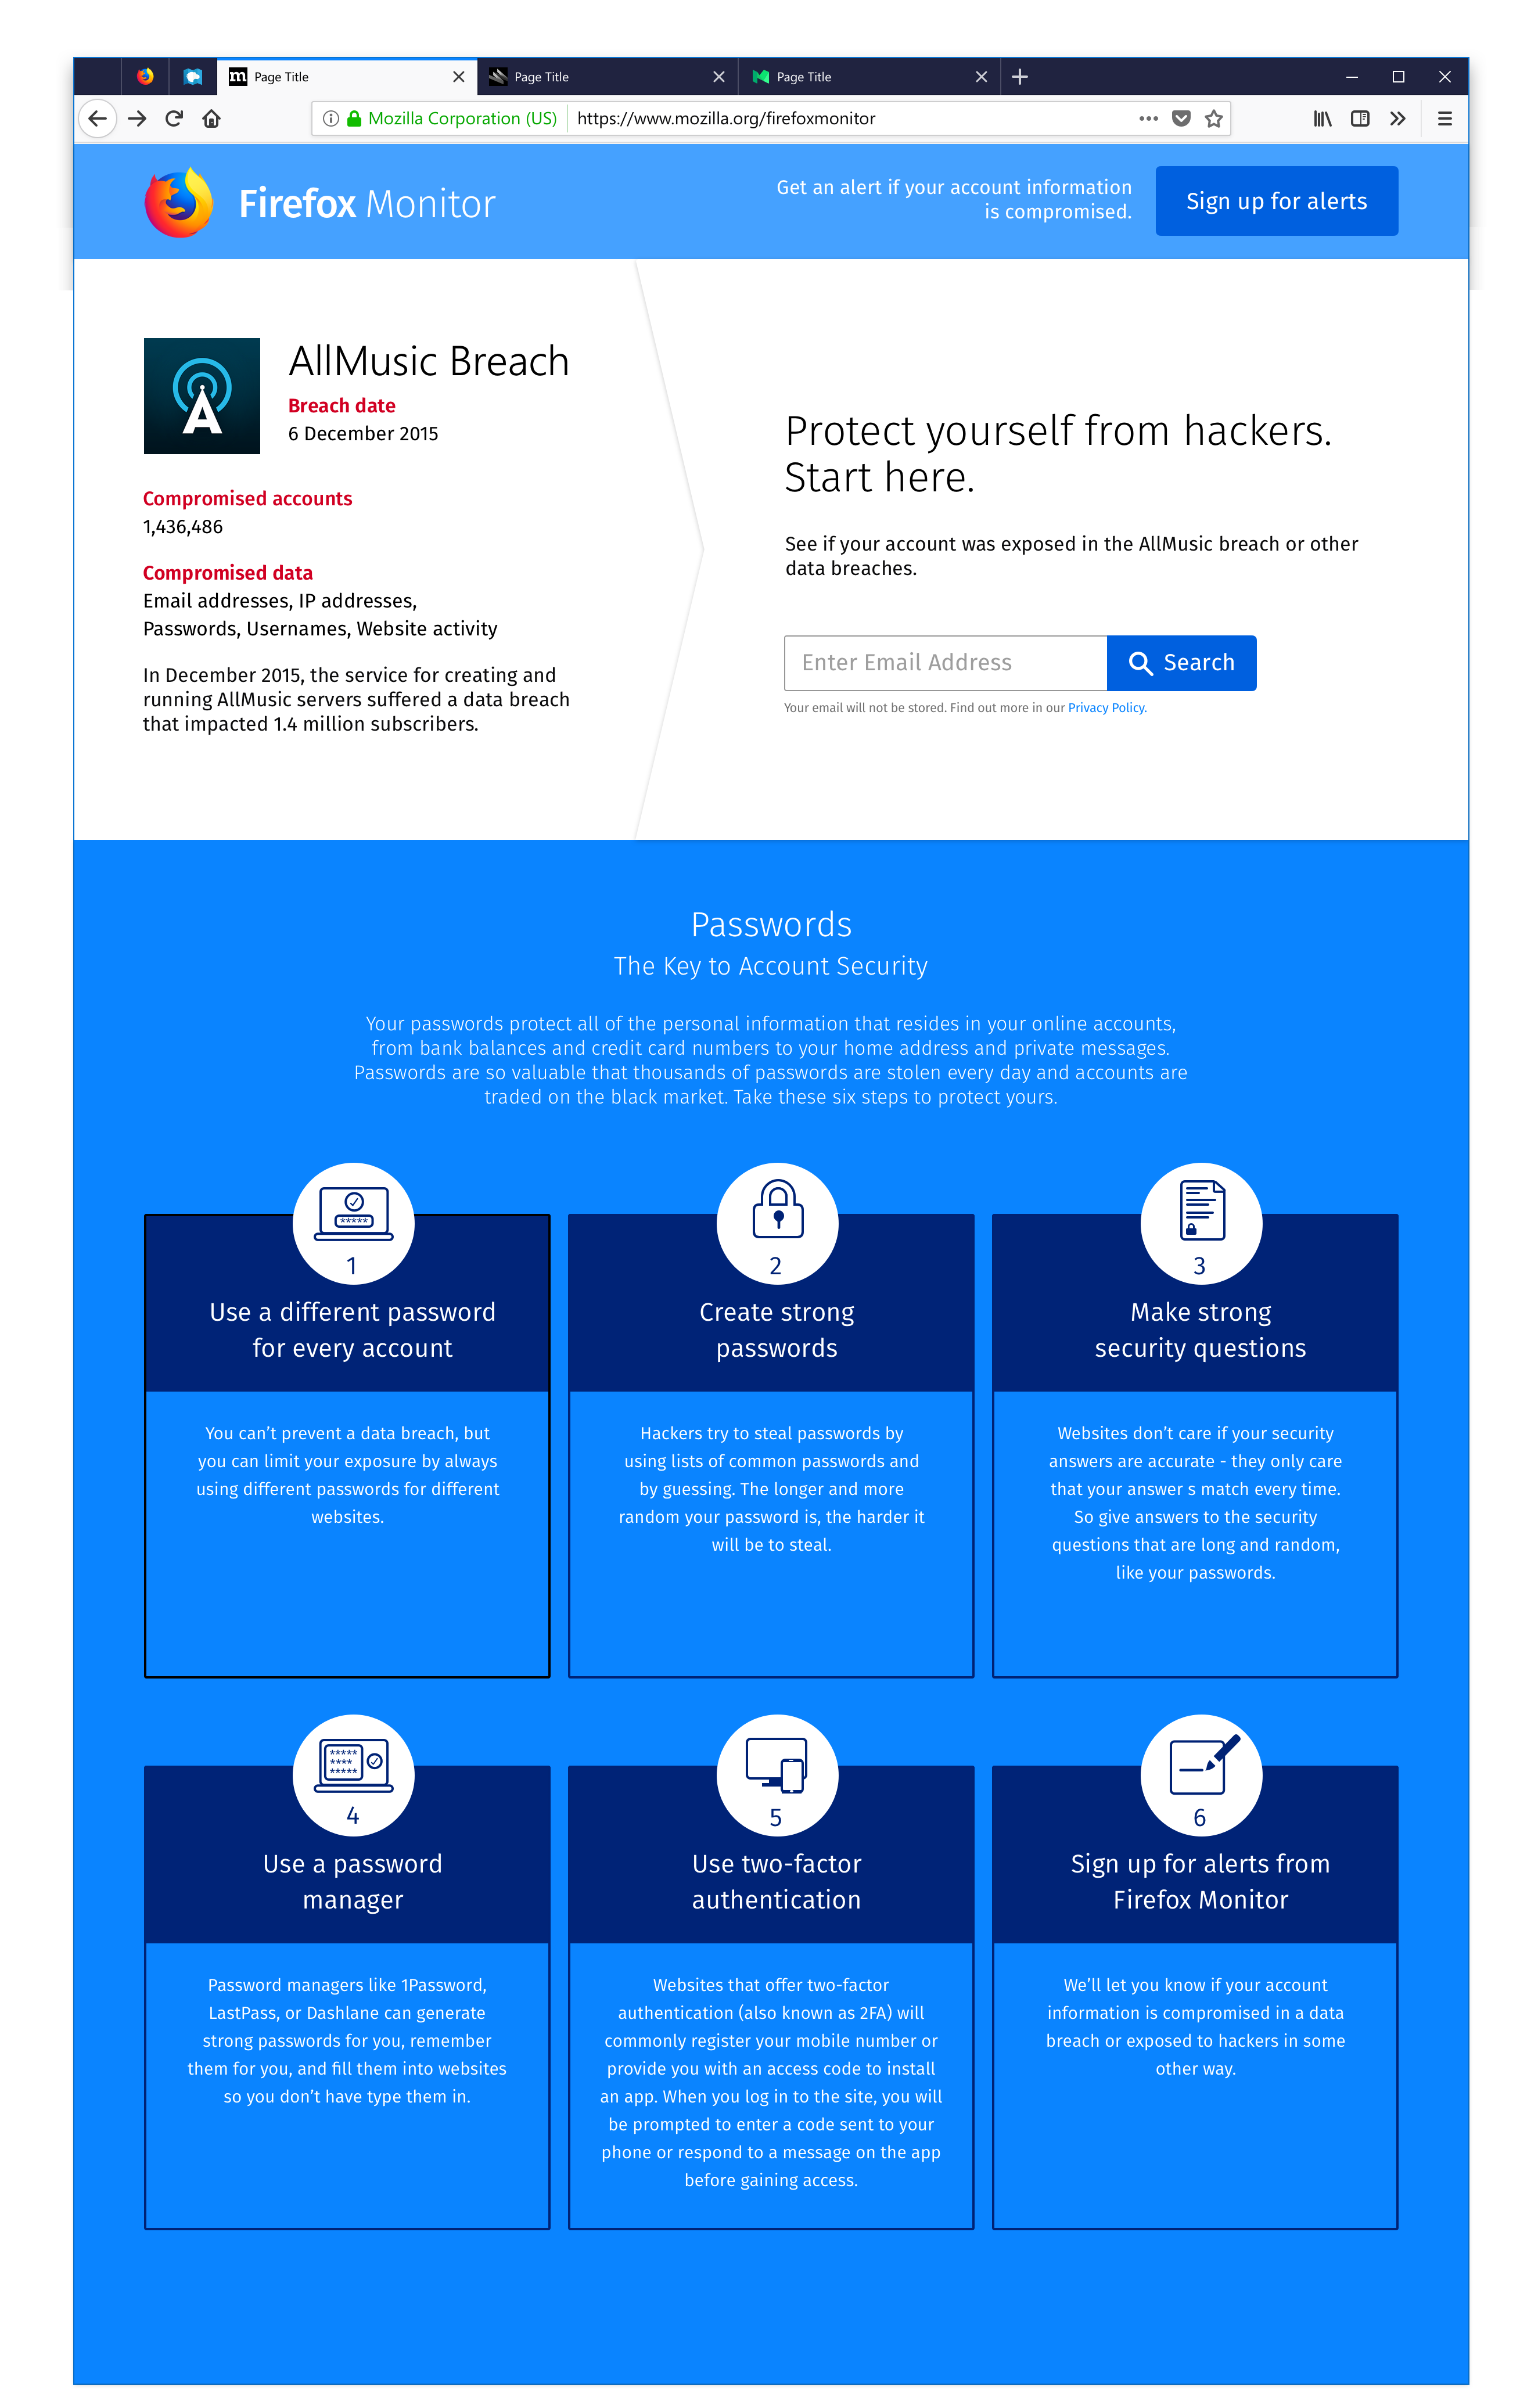 Page Title
Page Title
Page Title
Mozilla Corporation (US)
https://www.mozilla.org/firefoxmonitor
Firefox Monitor
Get an alert if your account information
is compromised.
Sign up for alerts
AllMusic Breach
Breach date
6 December 2015
Compromised accounts
1,436,486
Compromised data
Email addresses, IP addresses,
Passwords, Usernames, Website activity
In December 2015, the service for creating and
running AllMusic servers suffered a data breach
that impacted 1.4 million subscribers.
Protect yourself from hackers.
Start here.
See if your account was exposed in the AllMusic breach or other
data breaches.
Enter Email Address
Search
Your email will not be stored. Find out more in our Privacy Policy.
Passwords
The Key to Account Security
Your passwords protect all of the personal information that resides in your online accounts,
from bank balances and credit card numbers to your home address and private messages.
Passwords are so valuable that thousands of passwords are stolen every day and accounts are
traded on the black market. Take these six steps to protect yours.
*****
1
Use a different password
for every account
You can’t prevent a data breach, but
you can limit your exposure by always
using different passwords for different
websites.
2
Create strong
passwords
Hackers try to steal passwords by
using lists of common passwords and
by guessing. The longer and more
random your password is, the harder it
will be to steal.
3
Make strong
security questions
Websites don’t care if your security
answers are accurate - they only care
that your answer s match every time.
So give answers to the security
questions that are long and random,
like your passwords.
*****
****
*****
4
Use a password
manager
Password managers like 1Password,
LastPass, or Dashlane can generate
strong passwords for you, remember
them for you, and fill them into websites
so you don’t have type them in.
5
Use two-factor
authentication
Websites that offer two-factor
authentication (also known as 2FA) will
commonly register your mobile number or
provide you with an access code to install
an app. When you log in to the site, you will
be prompted to enter a code sent to your
phone or respond to a message on the app
before gaining access.
6
Sign up for alerts from
Firefox Monitor
We’ll let you know if your account
information is compromised in a data
breach or exposed to hackers in some
other way.